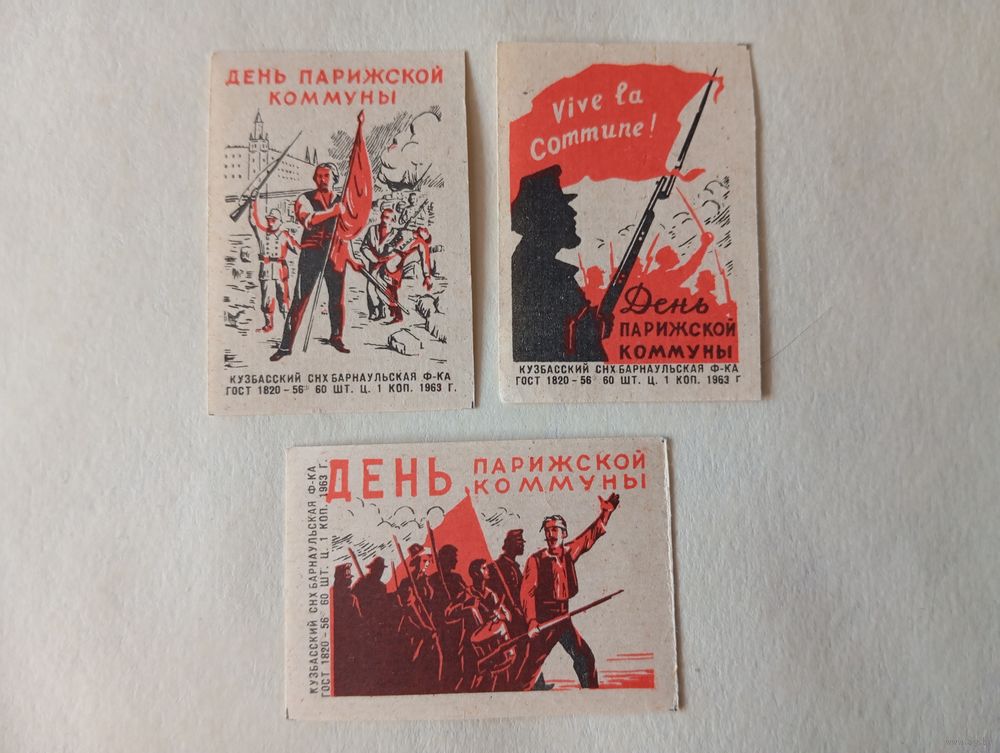 ДЕНЬ ПАРИЖСКОЙ
КОММУНЫ
КУЗБАССКИЙ СНХ БАРНАУЛЬСКАЯ Ф-КА
ГОСТ 1820-56 60 ШТ. Ц. 1 КОП. 1963 Г.
Vive la
Commune!
День
ПАРИЖСКОЙ
КОММУНЫ
КУЗБАССКИЙ СНХ БАРНАУЛЬСКАЯ Ф-КА
ГОСТ 1820-56 60 ШТ. Ц. 1 КОП. 1963 Г
ДЕНЬ ПАРИЖСКОЙ
КОММУНЫ
КУЗБАССКИЙ СНХ БАРНАУЛЬСКАЯ Ф-КА
ГОСТ 1820-56 60 ШТ. Ц. 1 КОП. 1963 Г.